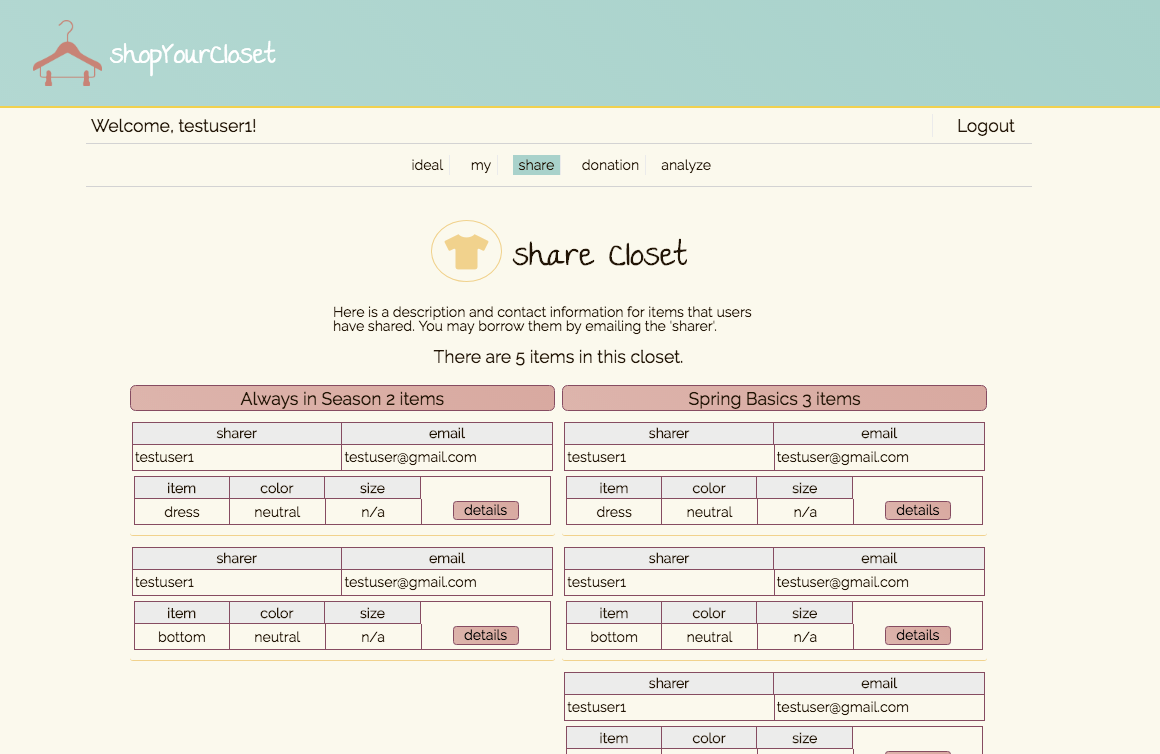 shopYourCloset
Welcome, testuser1!
Logout
ideal my share donation analyze
share Closet
Here is a description and contact information for items that users
have shared. You may borrow them by emailing the 'sharer'.
There are 5 items in this closet.
Always in Season 2 items
sharer email
testuser1 testuser@gmail.com
item color size
dress neutral n/a details
sharer email
testuser1 testuser@gmail.com
item color size
bottom neutral n/a details
Spring Basics 3 items
sharer email
testuser1 testuser@gmail.com
item color size
dress neutral n/a details
sharer email
testuser1 testuser@gmail.com
item color size
bottom neutral n/a details
sharer email
testuser1 testuser@gmail.com
item color size